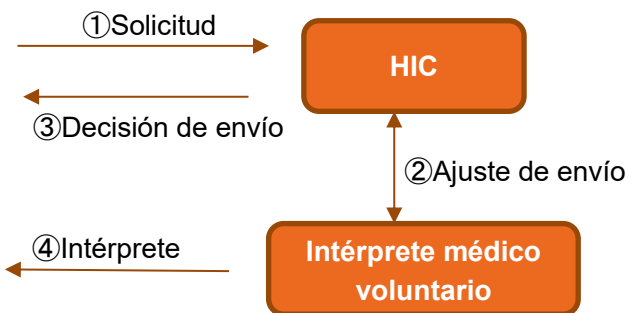 ①Solicitud
HIC
③Decisión de envío
②Ajuste de envío
④Intérprete
Intérprete médico
voluntario